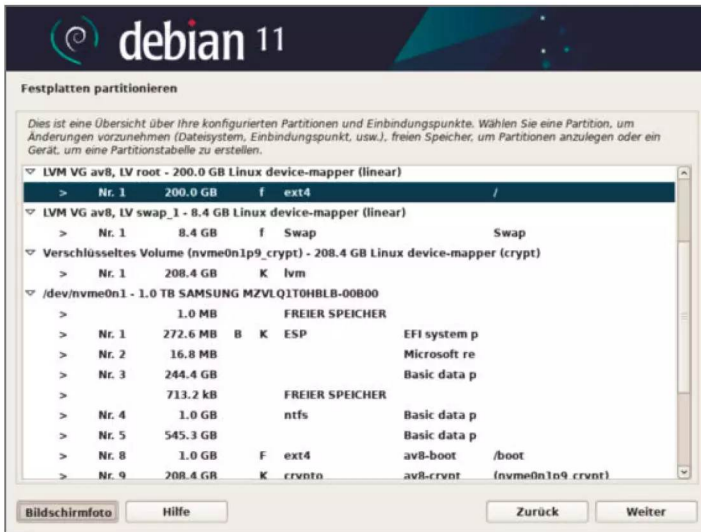 debian 11
Festplatten partitionieren
Dies ist eine Übersicht über Ihre konfigurierten Partitionen und Einbindungspunkte. Wählen Sie eine Partition, um
Änderungen vorzunehmen (Dateisystem, Einbindungspunkt, usw.), freien Speicher, um Partitionen anzulegen oder ein
Gerät, um eine Partitionstabelle zu erstellen.
LVM VG av8, LV root - 200.0 GB Linux device-mapper (linear)
> Nr. 1 200.0 GB f ext4 /
LVM VG av8, LV swap_1 - 8.4 GB Linux device-mapper (linear)
> Nr. 1 8.4 GB f Swap Swap
Verschlüsseltes Volume (nvme0n1p9_crypt) - 208.4 GB Linux device-mapper (crypt)
> Nr. 1 208.4 GB K lvm
/dev/nvme0n1 - 1.0 TB SAMSUNG MZVLQ1T0HBLB-00B00
> 1.0 MB FREIER SPEICHER
> Nr. 1 272.6 MB B K ESP EFI system p
> Nr. 2 16.8 MB Microsoft re
> Nr. 3 244.4 GB Basic data p
> 713.2 kB FREIER SPEICHER
> Nr. 4 1.0 GB ntfs Basic data p
> Nr. 5 545.3 GB Basic data p
> Nr. 8 1.0 GB F ext4 av8-boot /boot
> Nr. 9 208.4 GB K crypto av8-crypt (nvme0n1p9_crypt)
Bildschirmfoto Hilfe Zurück Weiter